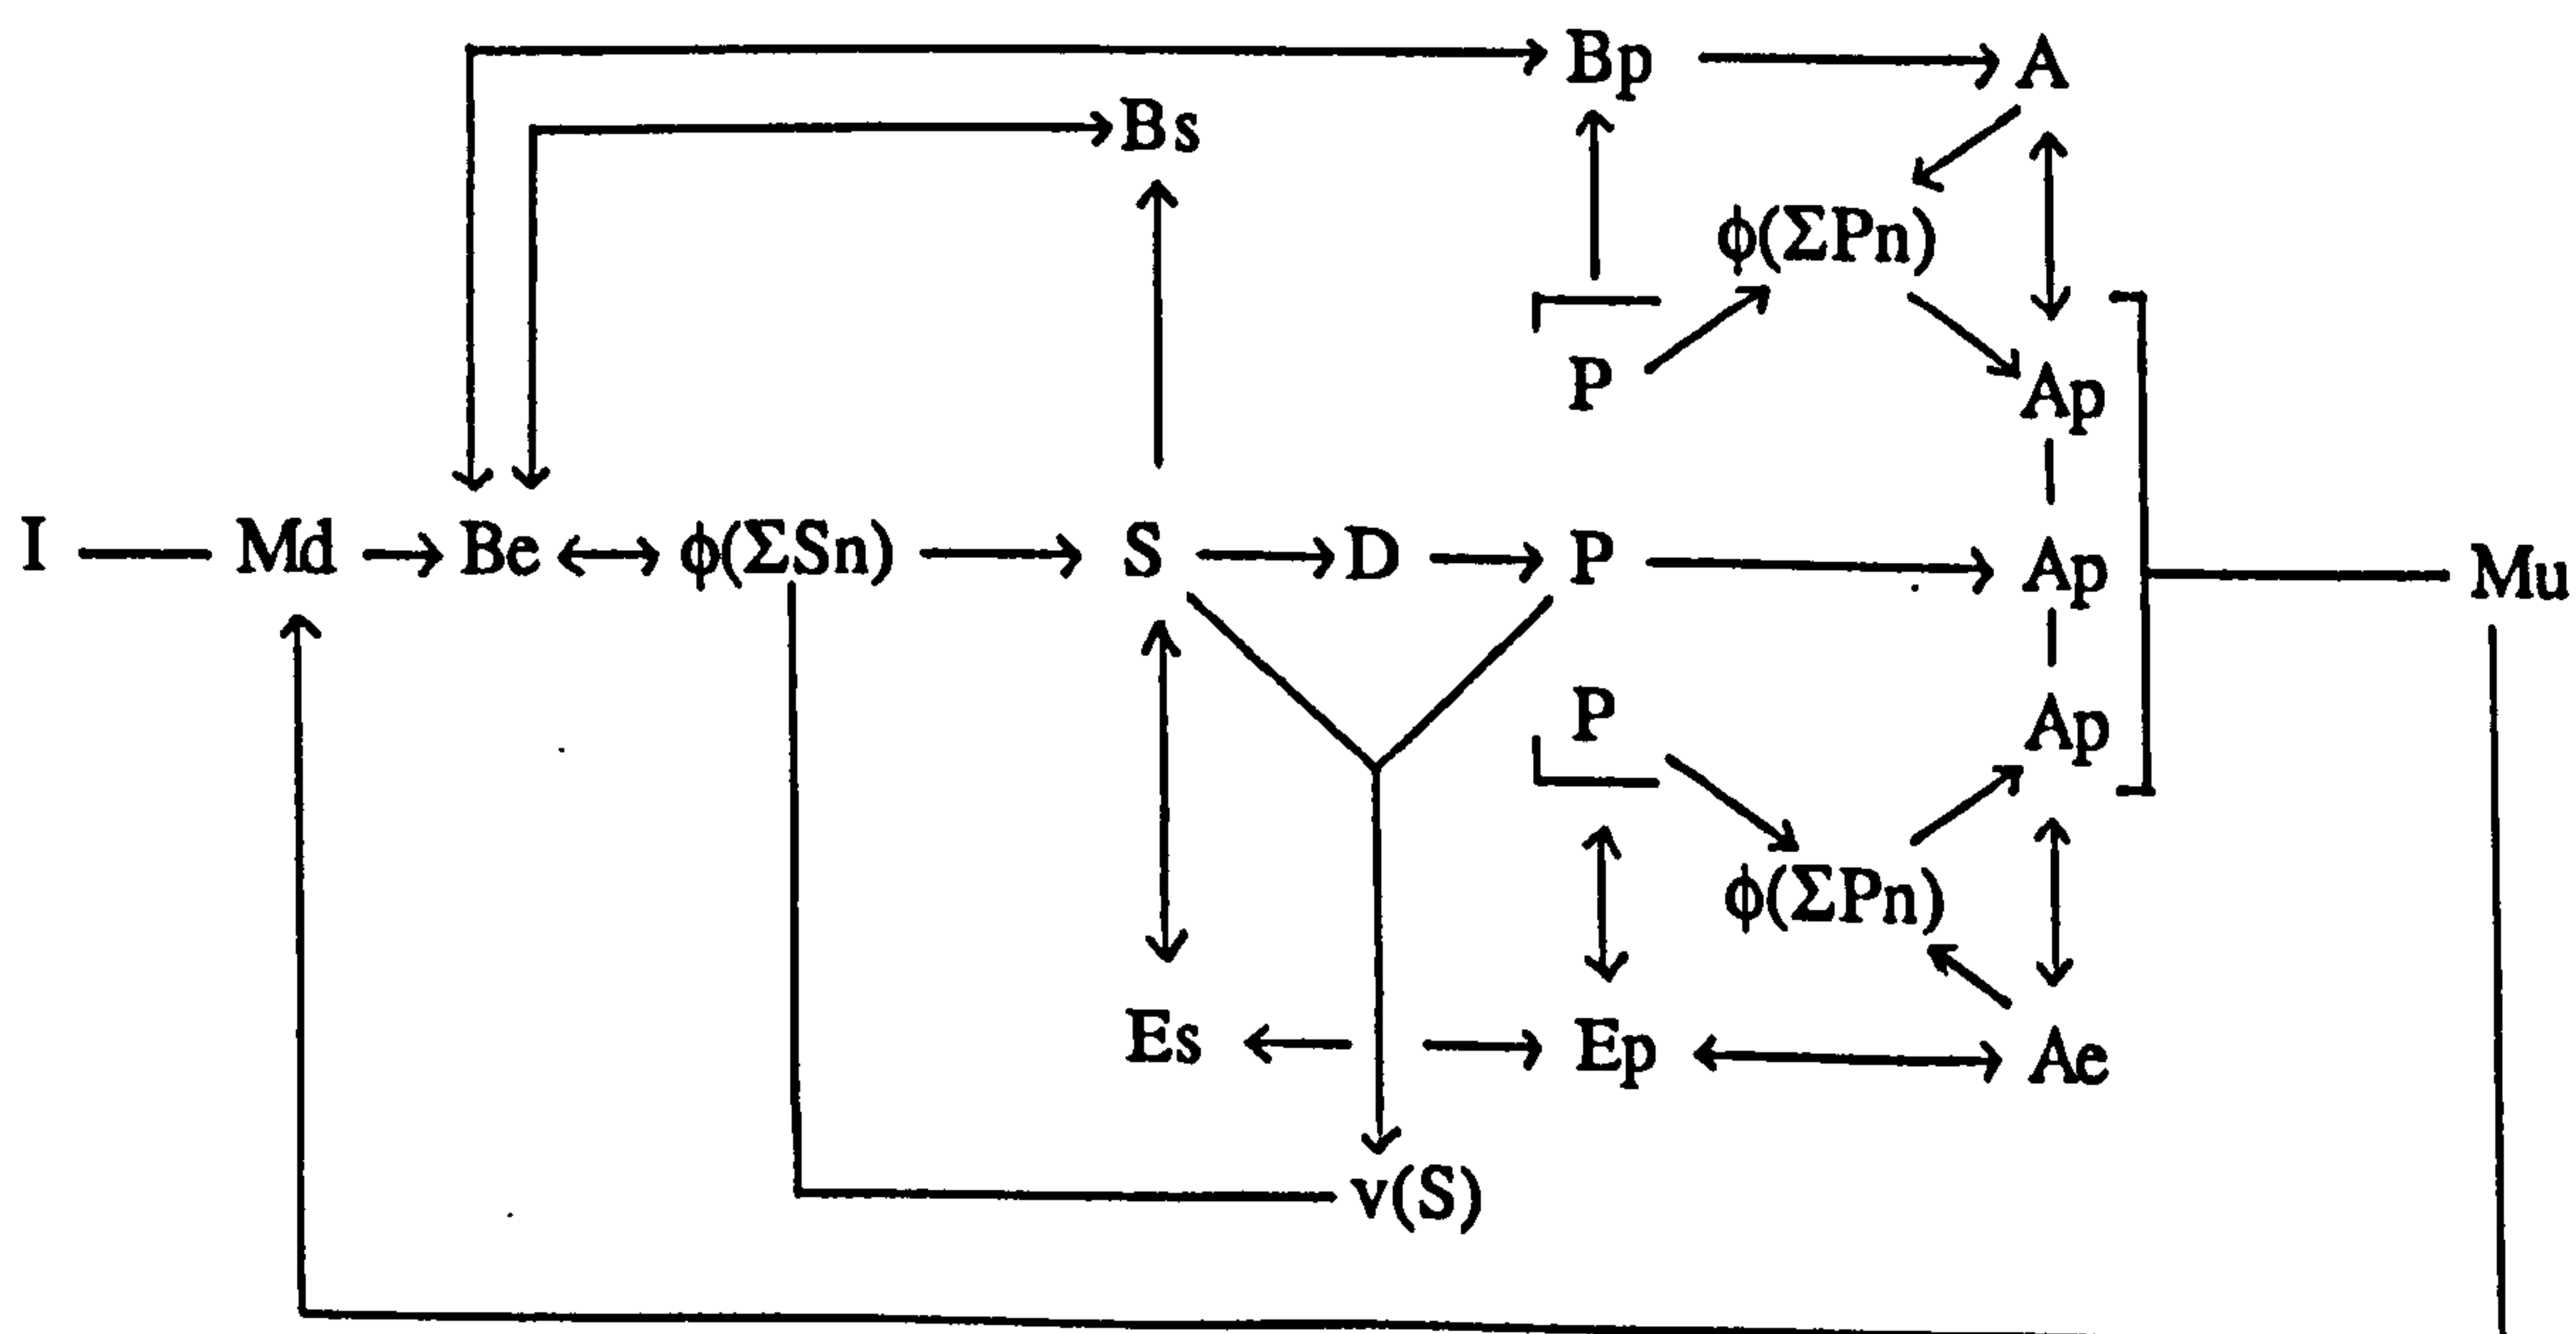 Bp A
Bs
φ(ΣPn)
P Ap
I Md Be φ(ΣSn) S D P Ap Mu
P Ap
φ(ΣPn)
Es Ep Ae
v(S)